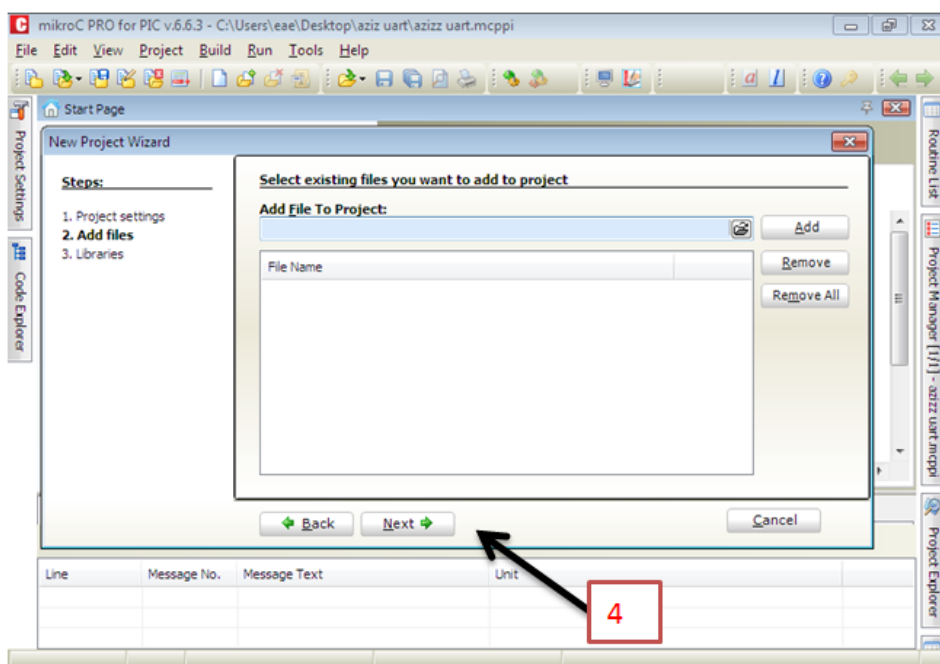 mikroC PRO for PIC v.6.6.3 - C:\Users\eae\Desktop\aziz uart\azizz uart.mcppi
File Edit View Project Build Run Tools Help
Start Page
Project Settings
Code Explorer
New Project Wizard
Steps:
1. Project settings
2. Add files
3. Libraries
Select existing files you want to add to project
Add File To Project:
Add
File Name
Remove
Remove All
Back Next Cancel
Routine List
Project Manager [1/1] - azizz uart.mcppi
Project Explorer
Line Message No. Message Text Unit
4